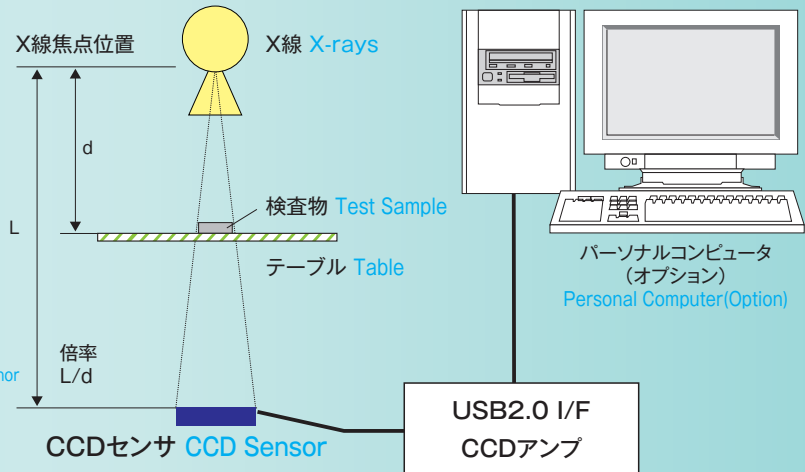 X線焦点位置
X線 X-rays
d
L
検査物 Test Sample
テーブル Table
パーソナルコンピュータ
(オプション)
Personal Computer(Option)
倍率
L/d
USB2.0 I/F
CCDアンプ
CCDセンサ CCD Sensor